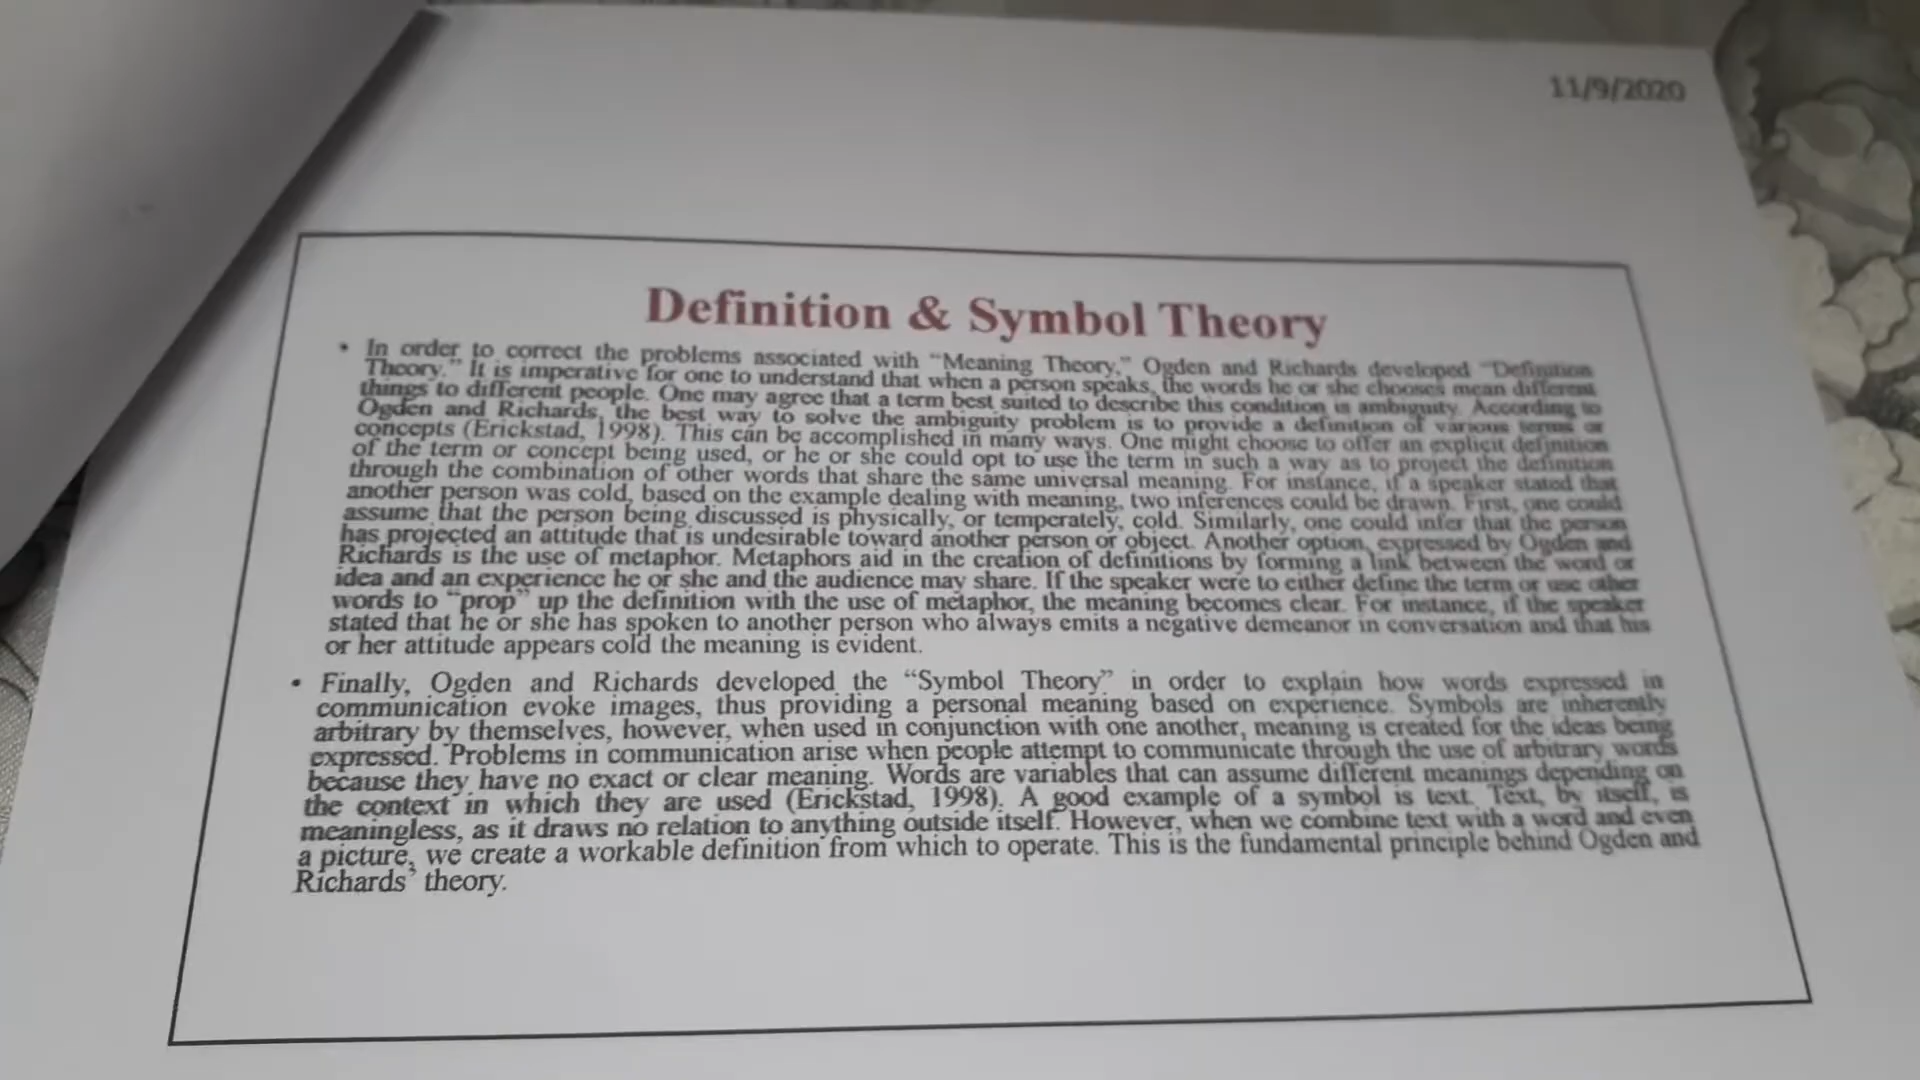 11/9/2020
Definition & Symbol Theory
• In order to correct the problems associated with “Meaning Theory,” Ogden and Richards developed “Definition
Theory.” It is imperative for one to understand that when a person speaks, the words he or she chooses mean different
things to different people. One may agree that a term best suited to describe this condition is ambiguity. According to
Ogden and Richards, the best way to solve the ambiguity problem is to provide a definition of various terms or
concepts (Erickstad, 1998). This can be accomplished in many ways. One might choose to offer an explicit definition
of the term or concept being used, or he or she could opt to use the term in such a way as to project the definition
through the combination of other words that share the same universal meaning. For instance, if a speaker stated that
another person was cold, based on the example dealing with meaning, two inferences could be drawn. First, one could
assume that the person being discussed is physically, or temperately, cold. Similarly, one could infer that the person
has projected an attitude that is undesirable toward another person or object. Another option, expressed by Ogden and
Richards is the use of metaphor. Metaphors aid in the creation of definitions by forming a link between the word or
idea and an experience he or she and the audience may share. If the speaker were to either define the term or use other
words to “prop” up the definition with the use of metaphor, the meaning becomes clear. For instance, if the speaker
stated that he or she has spoken to another person who always emits a negative demeanor in conversation and that his
or her attitude appears cold the meaning is evident.
• Finally, Ogden and Richards developed the “Symbol Theory” in order to explain how words expressed in
communication evoke images, thus providing a personal meaning based on experience. Symbols are inherently
arbitrary by themselves, however, when used in conjunction with one another, meaning is created for the ideas being
expressed. Problems in communication arise when people attempt to communicate through the use of arbitrary words
because they have no exact or clear meaning. Words are variables that can assume different meanings depending on
the context in which they are used (Erickstad, 1998). A good example of a symbol is text. Text, by itself, is
meaningless, as it draws no relation to anything outside itself. However, when we combine text with a word and even
a picture, we create a workable definition from which to operate. This is the fundamental principle behind Ogden and
Richards’ theory.